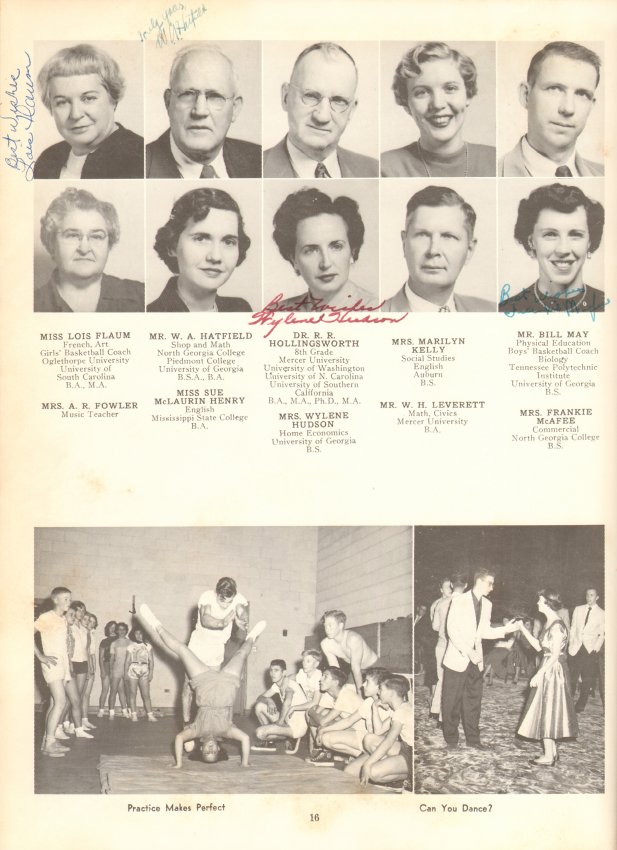 Best Wishes
Lois Flaum
W. A. Hatfield
Best Wishes
Wylene Hudson
MISS LOIS FLAUM
French, Art
Girls' Basketball Coach
Oglethorpe University
University of
South Carolina
B.A., M.A.
MRS. A. R. FOWLER
Music Teacher
MR. W. A. HATFIELD
Shop and Math
North Georgia College
Piedmont College
University of Georgia
B.S.A., B.A.
MISS SUE
McLAURIN HENRY
English
Mississippi State College
B.A.
DR. R. R.
HOLLINGSWORTH
8th Grade
Mercer University
University of Washington
University of N. Carolina
University of Southern
California
B.A., M.A., Ph.D., M.A.
MRS. WYLENE
HUDSON
Home Economics
University of Georgia
B.S.
MRS. MARILYN
KELLY
Social Studies
English
Auburn
B.S.
MR. W. H. LEVERETT
Math, Civics
Mercer University
B.A.
MR. BILL MAY
Physical Education
Boys' Basketball Coach
Biology
Tennessee Polytechnic
Institute
University of Georgia
B.S.
MRS. FRANKIE
McAFEE
Commercial
North Georgia College
B.S.
Practice Makes Perfect
Can You Dance?
16